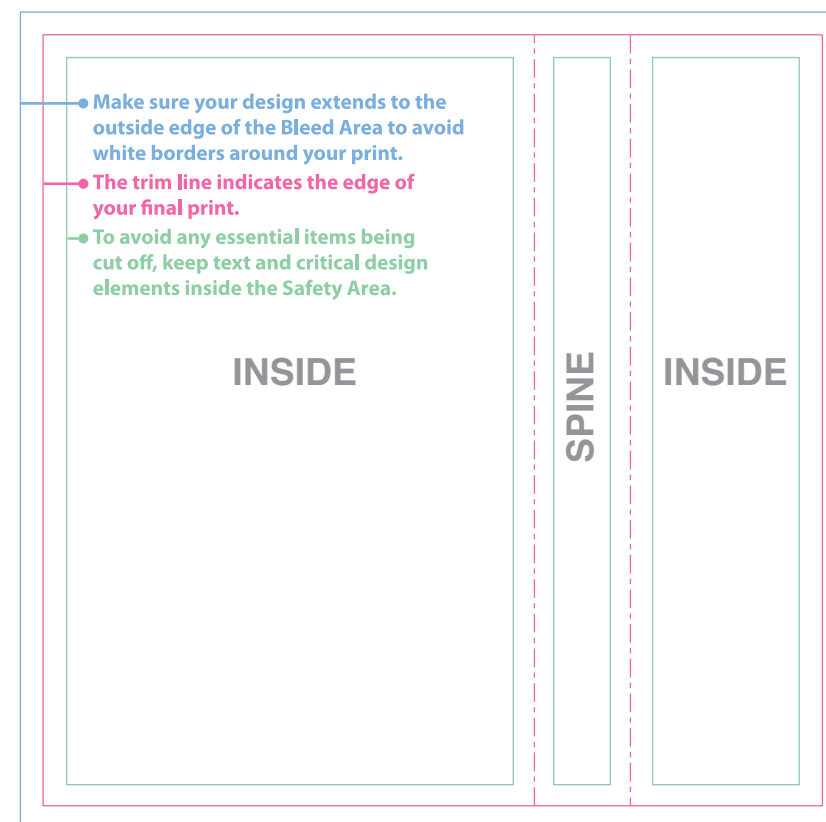 Make sure your design extends to the
outside edge of the Bleed Area to avoid
white borders around your print.
The trim line indicates the edge of
your final print.
To avoid any essential items being
cut off, keep text and critical design
elements inside the Safety Area.
INSIDE
SPINE
INSIDE